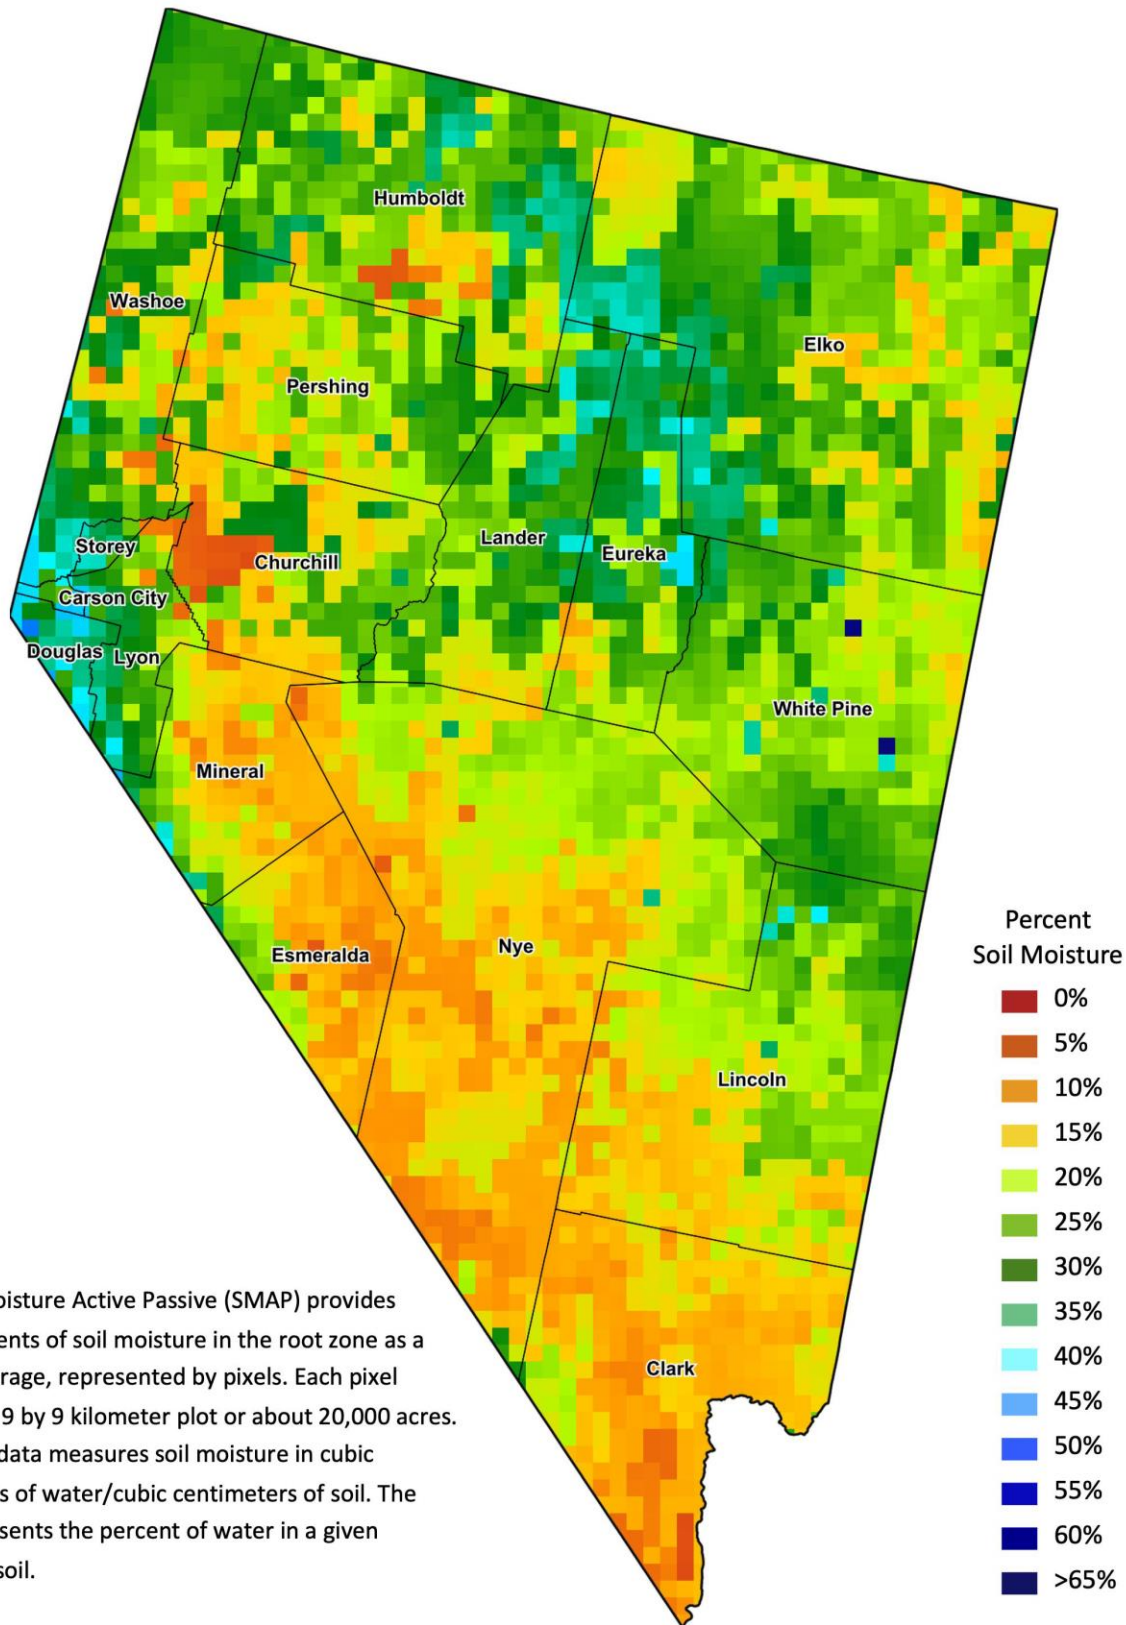 Humboldt
Washoe
Elko
Pershing
Storey
Churchill
Lander
Eureka
Carson City
Douglas
Lyon
White Pine
Mineral
Esmeralda
Nye
Lincoln
Clark
Percent
Soil Moisture
0%
5%
10%
15%
20%
25%
30%
35%
40%
45%
50%
55%
60%
>65%
Active Passive (SMAP) provides
of soil moisture in the root zone as a
represented by pixels. Each pixel
9 by 9 kilometer plot or about 20,000 acres.
data measures soil moisture in cubic
of water/cubic centimeters of soil. The
the percent of water in a given
soil.